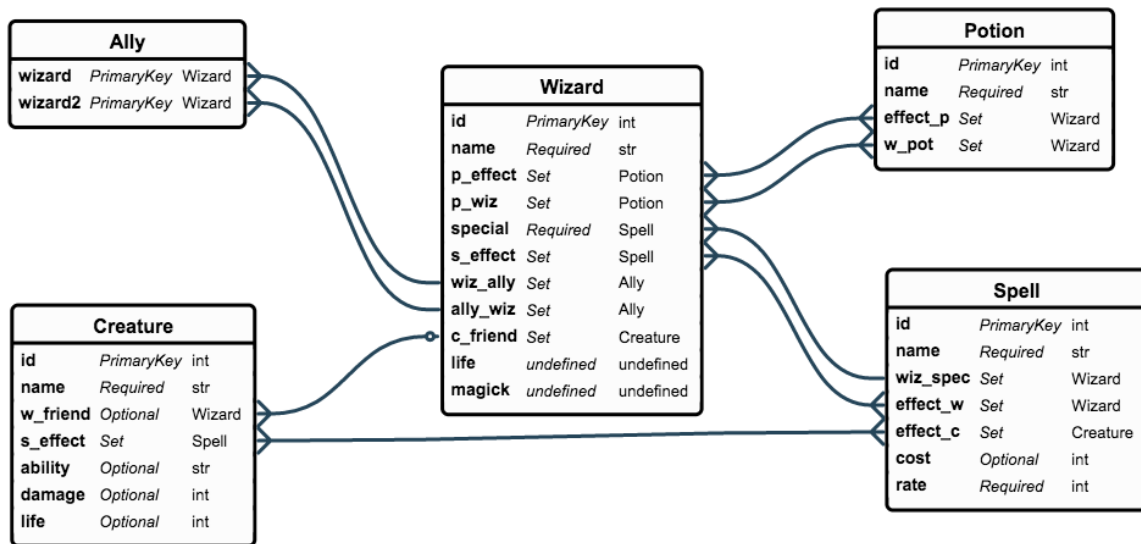 Ally
wizard PrimaryKey Wizard
wizard2 PrimaryKey Wizard
Wizard
id PrimaryKey int
name Required str
p_effect Set Potion
p_wiz Set Potion
special Required Spell
s_effect Set Spell
wiz_ally Set Ally
ally_wiz Set Ally
c_friend Set Creature
life undefined undefined
magick undefined undefined
Potion
id PrimaryKey int
name Required str
effect_p Set Wizard
w_pot Set Wizard
Creature
id PrimaryKey int
name Required str
w_friend Optional Wizard
s_effect Set Spell
ability Optional str
damage Optional int
life Optional int
Spell
id PrimaryKey int
name Required str
wiz_spec Set Wizard
effect_w Set Wizard
effect_c Set Creature
cost Optional int
rate Required int